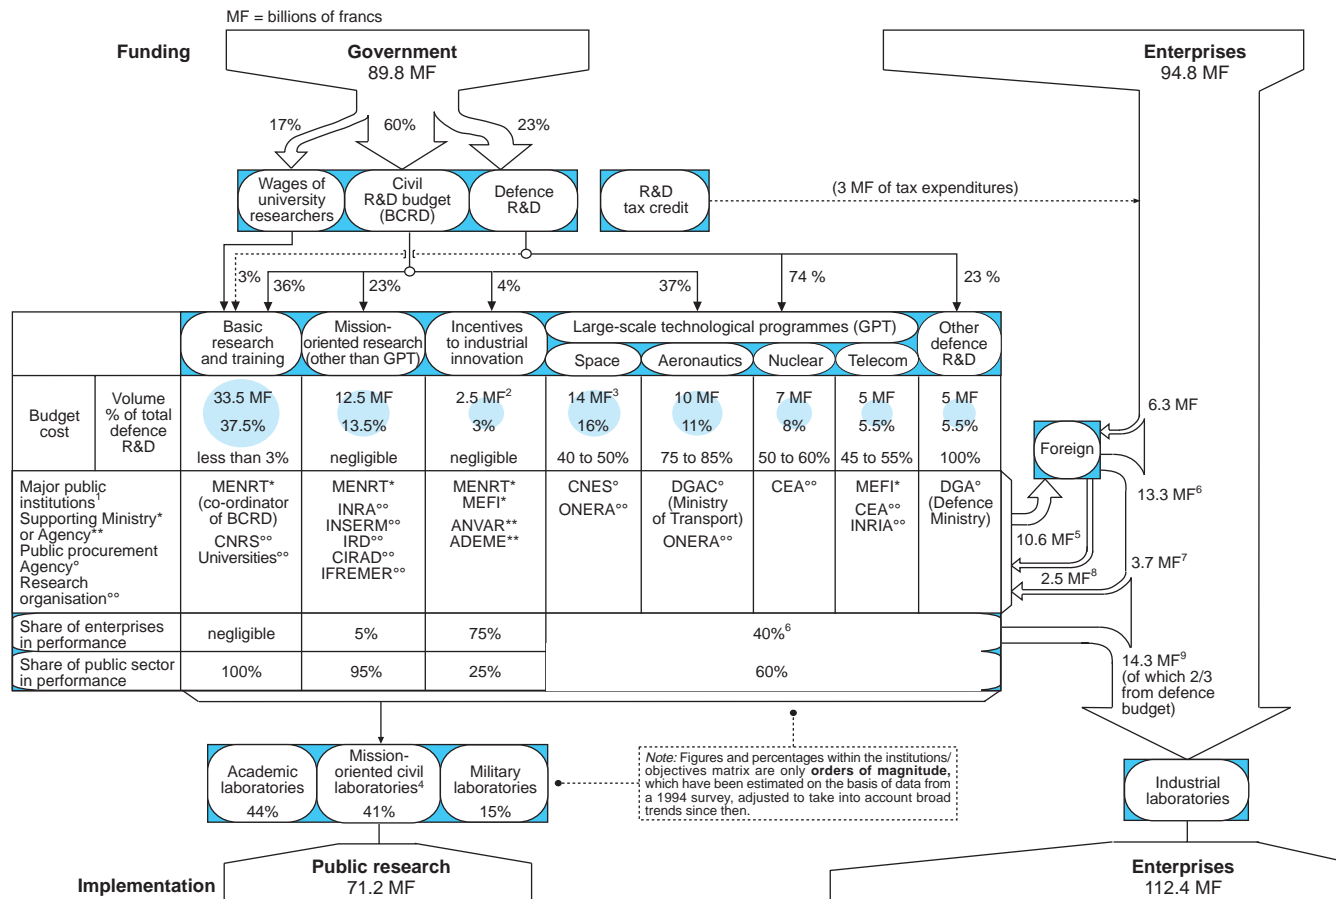 MF = billions of francs
Funding
Government
89.8 MF
Enterprises
94.8 MF
17%
60%
23%
Wages of
university
researchers
Civil
R&D budget
(BCRD)
Defence
R&D
R&D
tax credit
(3 MF of tax expenditures)
3%
36%
23%
4%
37%
74 %
23 %
Basic
research
and training
Mission-
oriented research
(other than GPT)
Incentives
to industrial
innovation
Large-scale technological programmes (GPT)
Space
Aeronautics
Nuclear
Telecom
Other
defence
R&D
Budget
cost
Volume
% of total
defence
R&D
33.5 MF
37.5%
less than 3%
12.5 MF
13.5%
negligible
2.5 MF²
3%
negligible
14 MF³
16%
40 to 50%
10 MF
11%
75 to 85%
7 MF
8%
50 to 60%
5 MF
5.5%
45 to 55%
5 MF
5.5%
100%
6.3 MF
Foreign
13.3 MF⁶
10.6 MF⁵
3.7 MF⁷
2.5 MF⁸
Major public
institutions¹
Supporting Ministry*
or Agency**
Public procurement
Agency°
Research
organisation°°
MENRT*
(co-ordinator
of BCRD)
CNRS°°
Universities°°
MENRT*
INRA°°
INSERM°°
IRD°°
CIRAD°°
IFREMER°°
MENRT*
MEFI*
ANVAR**
ADEME**
CNES°
ONERA°°
DGAC°
(Ministry
of Transport)
ONERA°°
CEA°°
MEFI*
CEA°°
INRIA°°
DGA°
(Defence
Ministry)
Share of enterprises
in performance
negligible
5%
75%
40%⁶
Share of public sector
in performance
100%
95%
25%
60%
14.3 MF⁹
(of which 2/3
from defence
budget)
Academic
laboratories
44%
Mission-
oriented civil
laboratories⁴
41%
Military
laboratories
15%
Note: Figures and percentages within the institutions/
objectives matrix are only orders of magnitude,
which have been estimated on the basis of data from
a 1994 survey, adjusted to take into account broad
trends since then.
Industrial
laboratories
Implementation
Public research
71.2 MF
Enterprises
112.4 MF